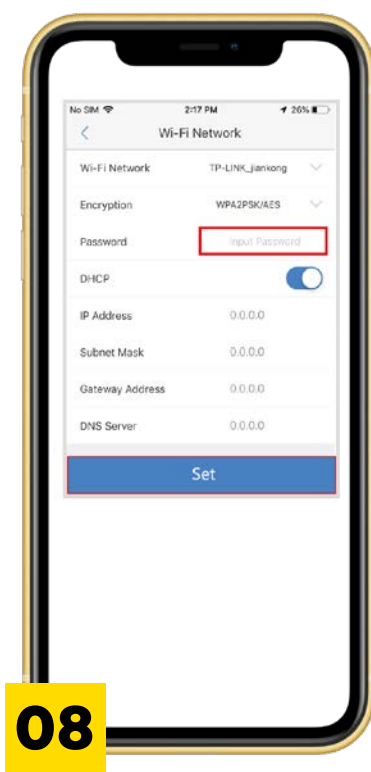 No SIM 2:17 PM 26%
Wi-Fi Network
Wi-Fi Network TP-LINK_jiankong
Encryption WPA2PSK/AES
Password Input Password
DHCP
IP Address 0.0.0.0
Subnet Mask 0.0.0.0
Gateway Address 0.0.0.0
DNS Server 0.0.0.0
Set
08